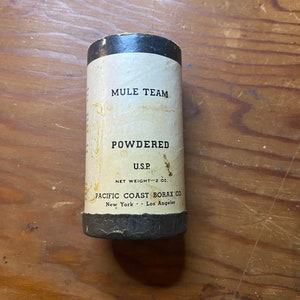 MULE TEAM
POWDERED
U.S.P.
NET WEIGHT—2 OZ.
PACIFIC COAST BORAX CO.
New York - - Los Angeles